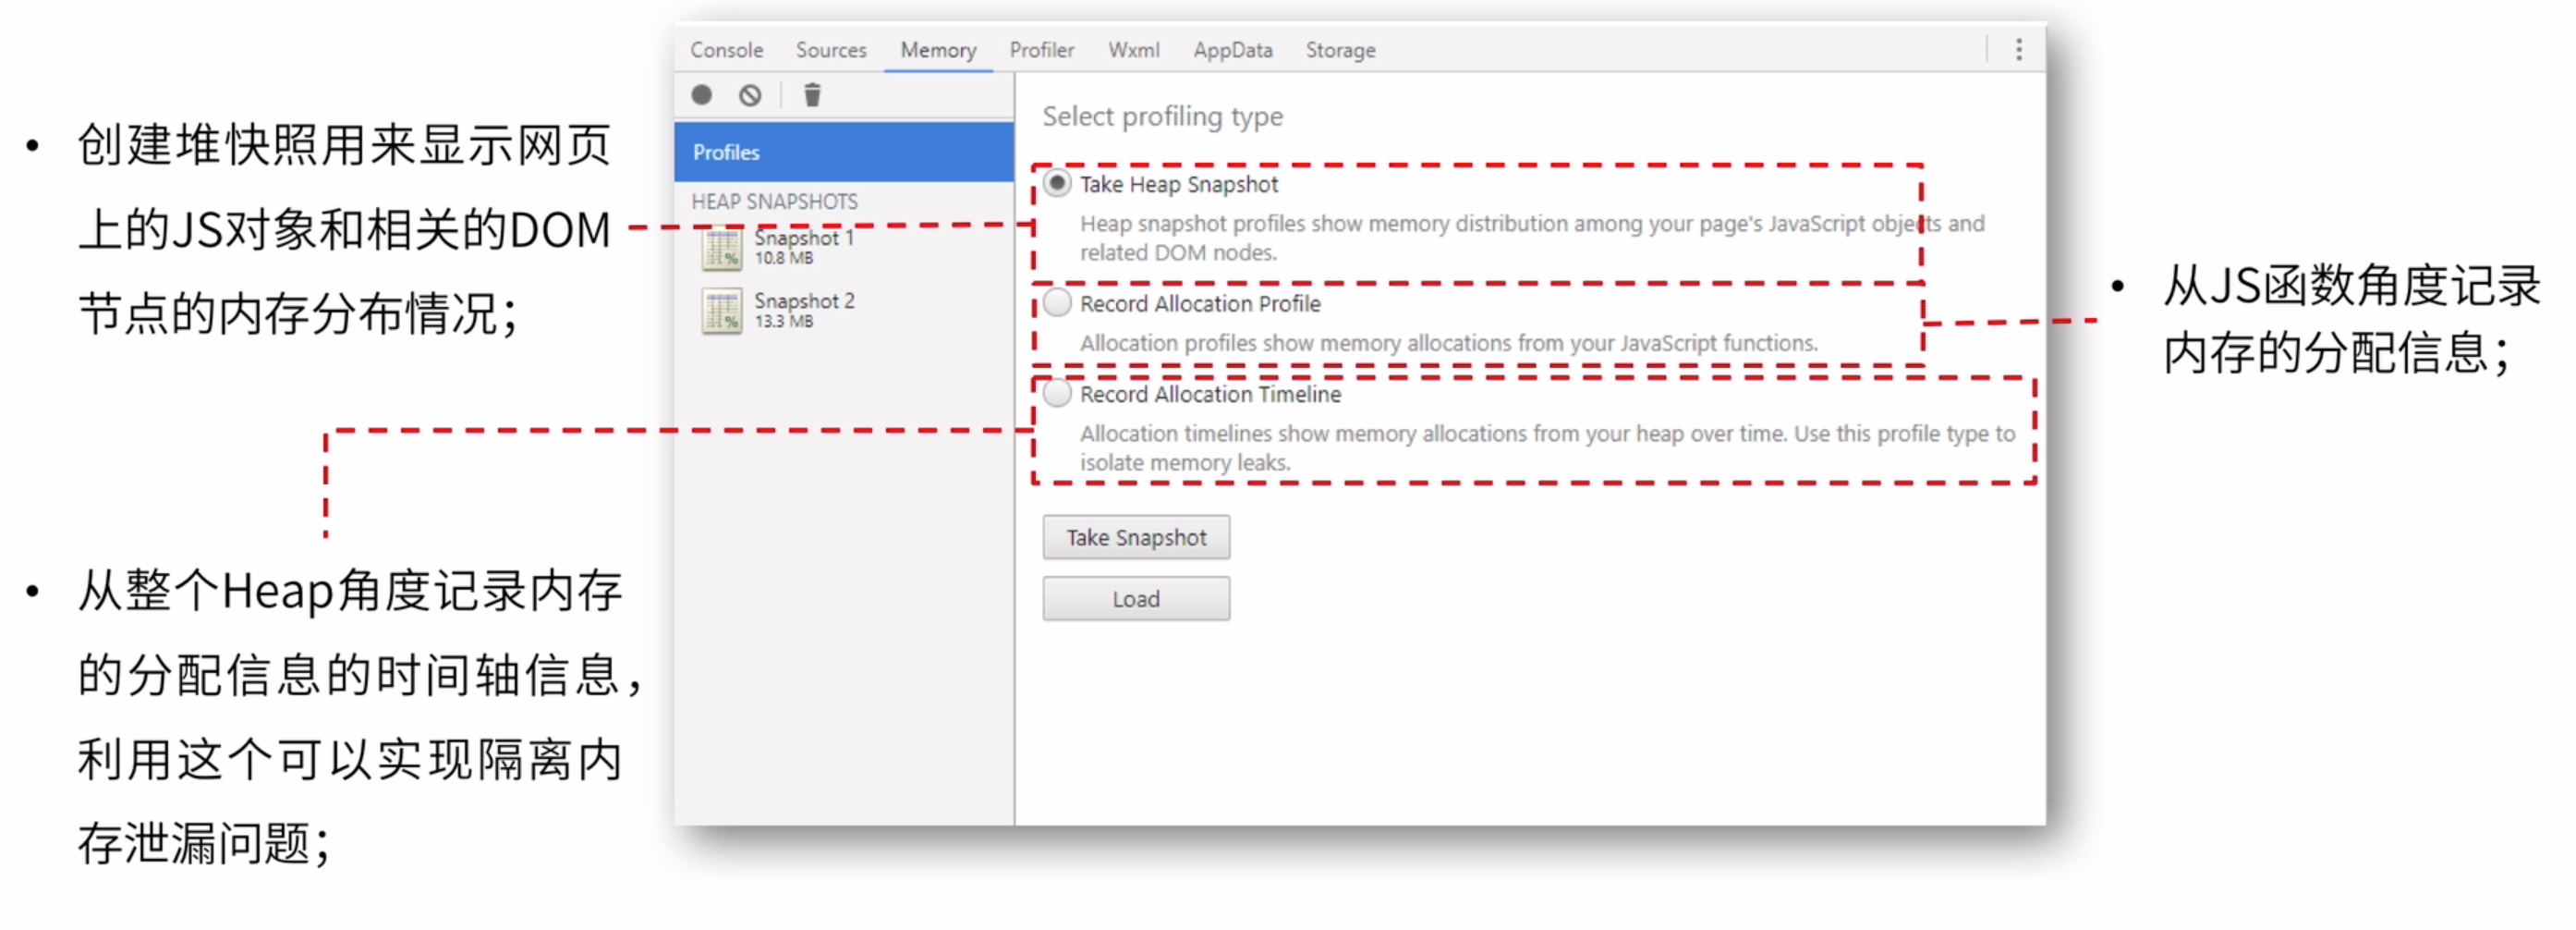 • 创建堆快照用来显示网页
上的JS对象和相关的DOM
节点的内存分布情况；
• 从整个Heap角度记录内存
的分配信息的时间轴信息，
利用这个可以实现隔离内
存泄漏问题；
Console Sources Memory Profiler Wxml AppData Storage
Profiles
HEAP SNAPSHOTS
Snapshot 1
10.8 MB
Snapshot 2
13.3 MB
Select profiling type
Take Heap Snapshot
Heap snapshot profiles show memory distribution among your page's JavaScript objects and
related DOM nodes.
Record Allocation Profile
Allocation profiles show memory allocations from your JavaScript functions.
Record Allocation Timeline
Allocation timelines show memory allocations from your heap over time. Use this profile type to
isolate memory leaks.
Take Snapshot
Load
• 从JS函数角度记录
内存的分配信息；